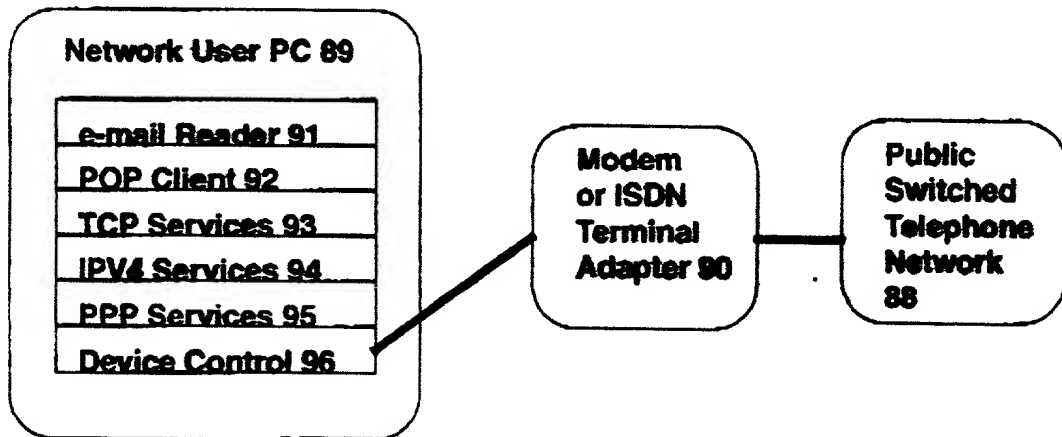 Network User PC 89
e-mail Reader 91
POP Client 92
TCP Services 93
IPV4 Services 94
PPP Services 95
Device Control 96
Modem
or ISDN
Terminal
Adapter 90
Public
Switched
Telephone
Network
88